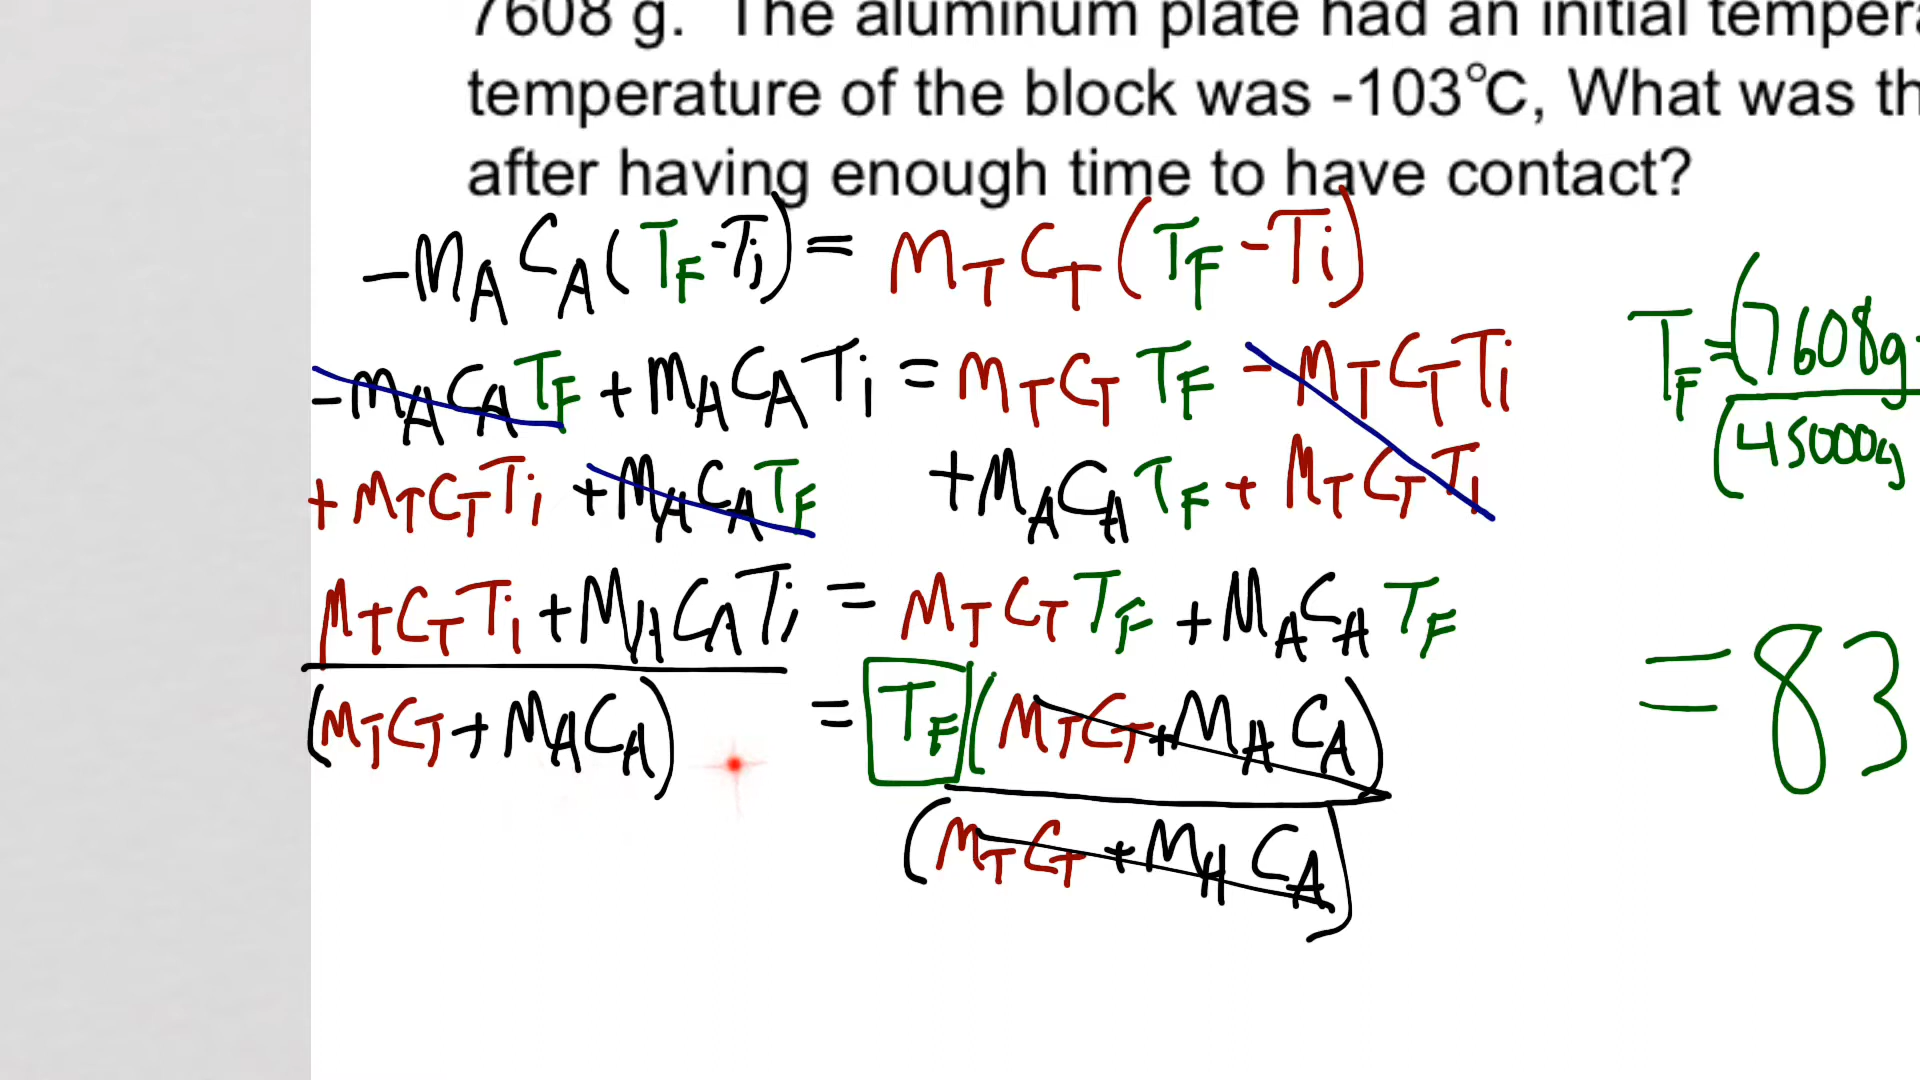 7608 g. The aluminum plate had an initial tempera
temperature of the block was -103°C, What was th
after having enough time to have contact?
-MACA(TF-Ti) = MTCT(TF-Ti)
-MACATF + MACATi = MTCTTF - MTCTTi
+ MTCTTi + MACATF + MACATF + MTCTTi
MTCTTi + MACATi = MTCTTF + MACATF
(MTCT + MACA) = TF (MTCT + MACA)
(MTCT + MACA)
TF = (7608g
(45000g
= 83